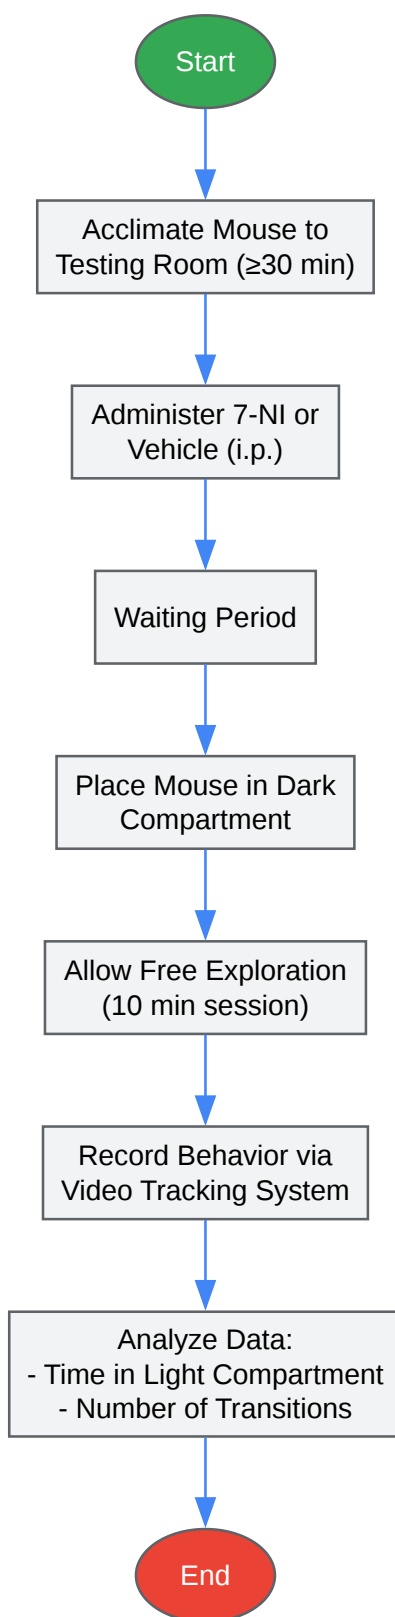 Start
Acclimate Mouse to
Testing Room (≥30 min)
Administer 7-NI or
Vehicle (i.p.)
Waiting Period
Place Mouse in Dark
Compartment
Allow Free Exploration
(10 min session)
Record Behavior via
Video Tracking System
Analyze Data:
- Time in Light Compartment
- Number of Transitions
End